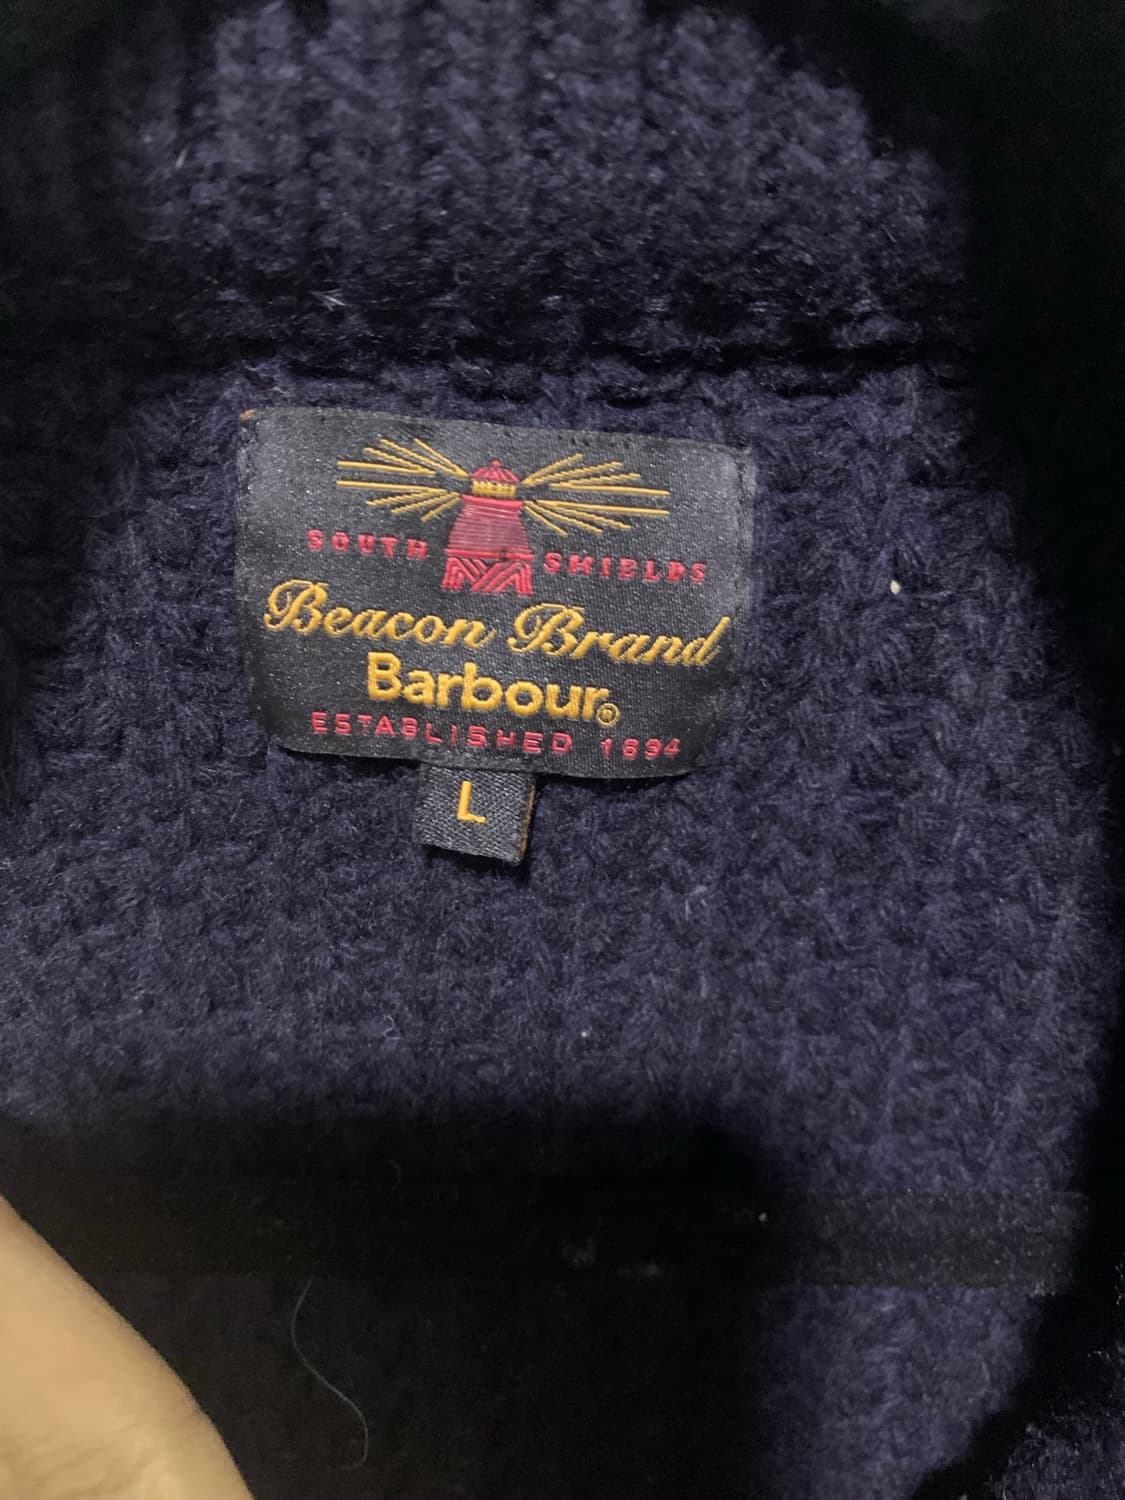 SOUTH SHIELDS
Beacon Brand
Barbour®
ESTABLISHED 1894
L